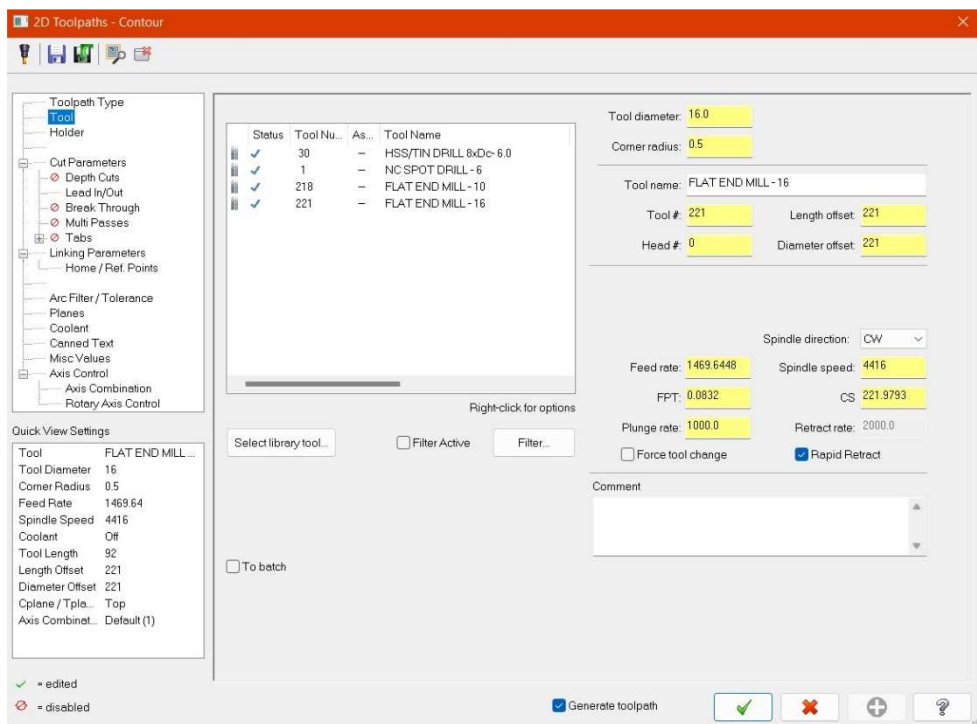 2D Toolpaths - Contour
Toolpath Type
Tool
Holder
Cut Parameters
Depth Cuts
Lead In/Out
Break Through
Multi Passes
Tabs
Linking Parameters
Home / Ref. Points
Arc Filter / Tolerance
Planes
Coolant
Canned Text
Misc Values
Axis Control
Axis Combination
Rotary Axis Control
Quick View Settings
Tool FLAT END MILL ...
Tool Diameter 16
Corner Radius 0.5
Feed Rate 1469.64
Spindle Speed 4416
Coolant Off
Tool Length 92
Length Offset 221
Diameter Offset 221
Cplane / Tpla... Top
Axis Combinat... Default (1)
= edited
= disabled
Status Tool Nu... As... Tool Name
30 – HSS/TIN DRILL 8xDc- 6.0
1 – NC SPOT DRILL - 6
218 – FLAT END MILL - 10
221 – FLAT END MILL - 16
Right-click for options
Select library tool...
Filter Active
Filter...
To batch
Tool diameter: 16.0
Corner radius: 0.5
Tool name: FLAT END MILL - 16
Tool #: 221 Length offset: 221
Head #: 0 Diameter offset: 221
Spindle direction: CW
Feed rate: 1469.6448 Spindle speed: 4416
FPT: 0.0832 CS 221.9793
Plunge rate: 1000.0 Retract rate: 2000.0
Force tool change Rapid Retract
Comment
Generate toolpath